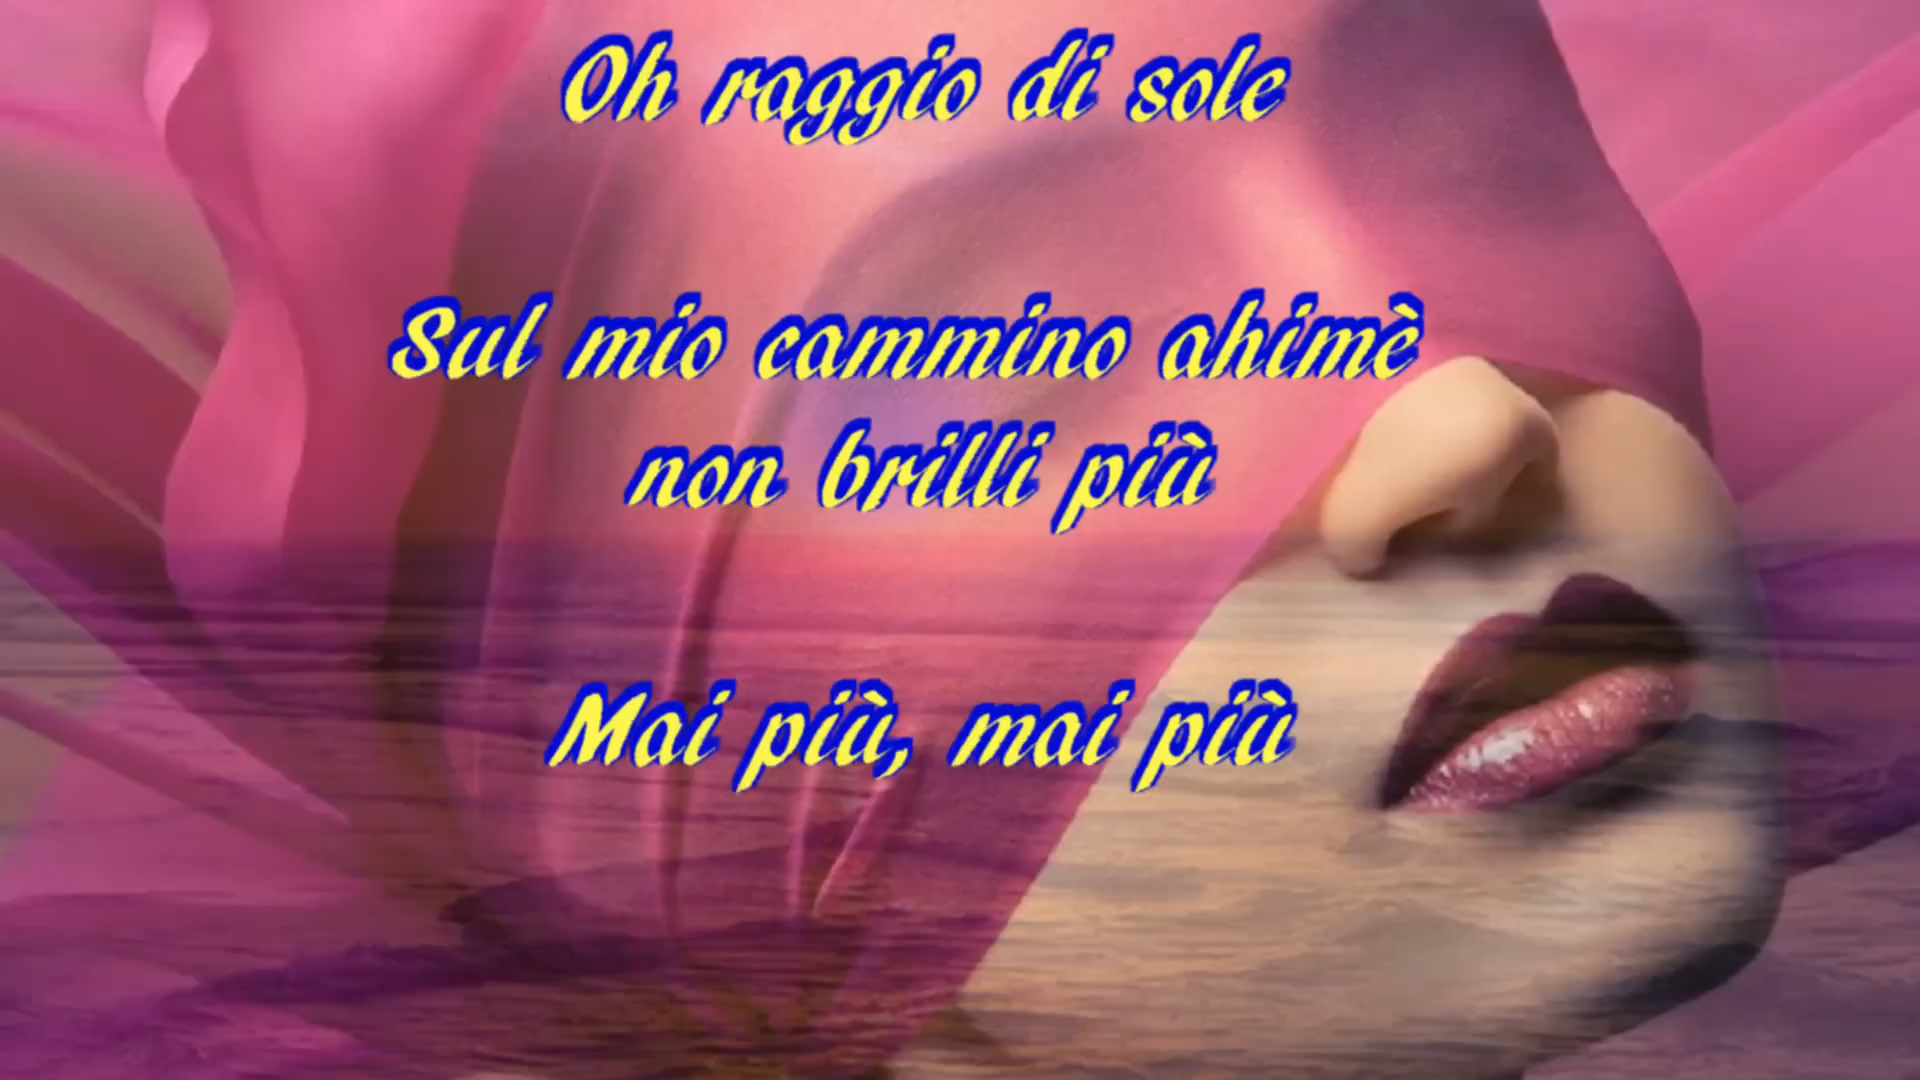 Oh raggio di sole
Sul mio cammino ahimè
non brilli più
Mai più, mai più